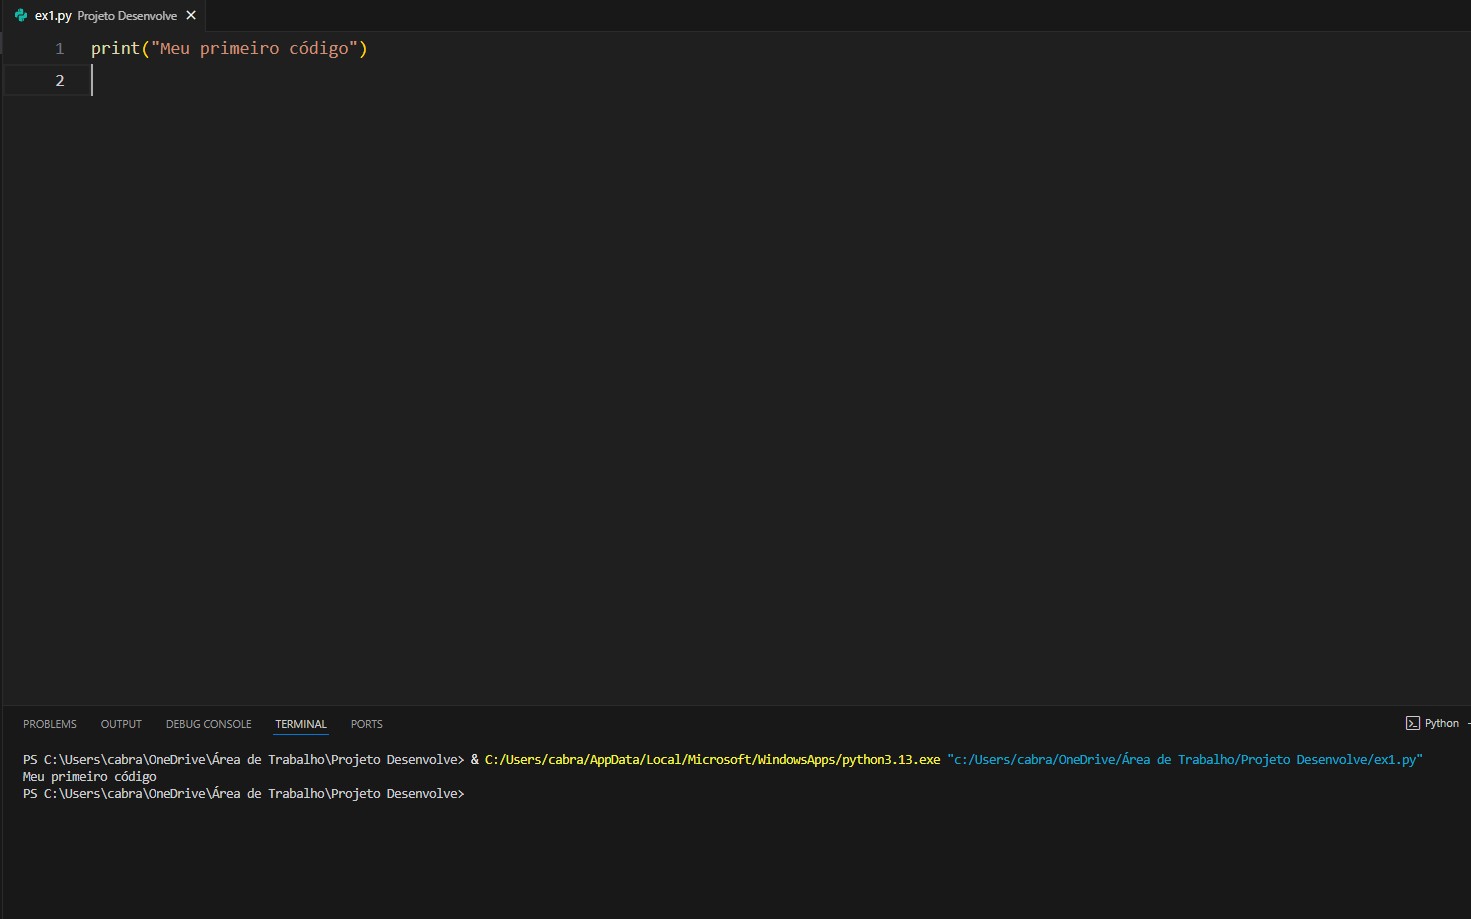 ex1.py Projeto Desenvolve
1 print("Meu primeiro código")
2
PROBLEMS OUTPUT DEBUG CONSOLE TERMINAL PORTS Python
PS C:\Users\cabra\OneDrive\Área de Trabalho\Projeto Desenvolve> & C:/Users/cabra/AppData/Local/Microsoft/WindowsApps/python3.13.exe "c:/Users/cabra/OneDrive/Área de Trabalho/Projeto Desenvolve/ex1.py"
Meu primeiro código
PS C:\Users\cabra\OneDrive\Área de Trabalho\Projeto Desenvolve>